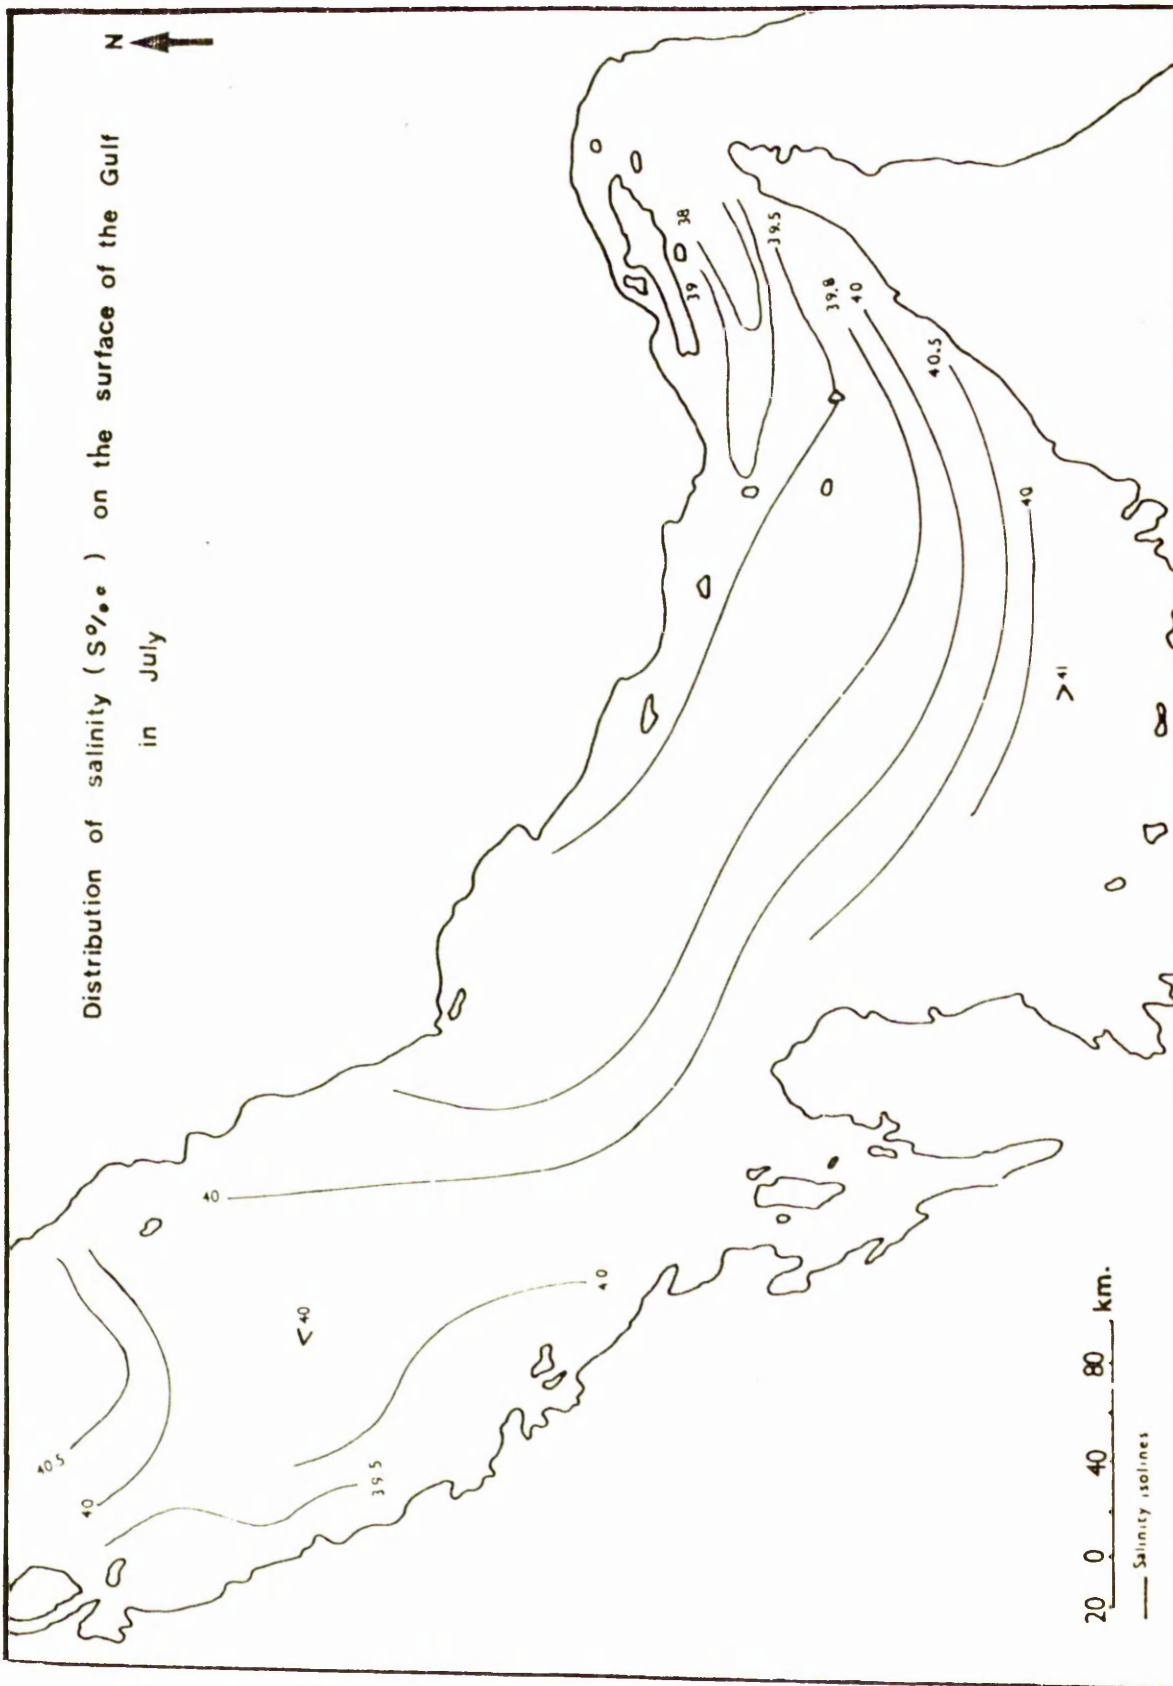 Distribution of salinity (S‰) on the surface of the Gulf
in July
N
38
39
39.5
39.8
40
40.5
40
>41
40
<40
40
40.5
40
39.5
20 0 40 80 km.
Salinity isolines